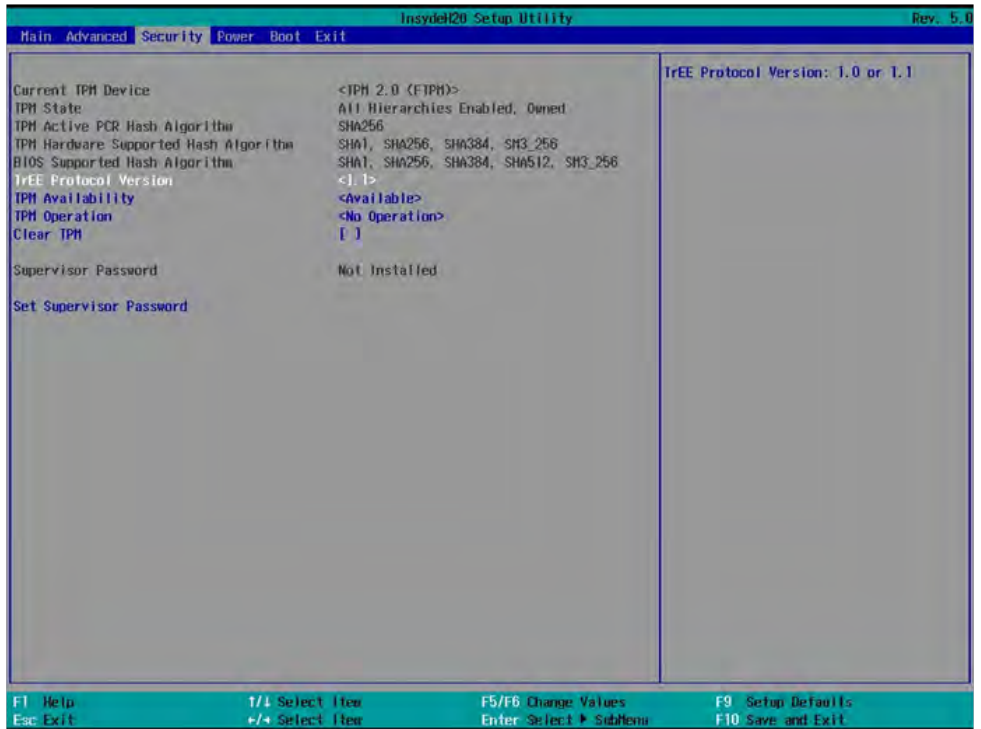 InsydeH20 Setup Utility Rev. 5.0
Main Advanced Security Power Boot Exit
TrEE Protocol Version: 1.0 or 1.1
Current TPM Device <TPM 2.0 (FTPM)>
TPM State All Hierarchies Enabled, Owned
TPM Active PCR Hash Algorithm SHA256
TPM Hardware Supported Hash Algorithm SHA1, SHA256, SHA384, SM3_256
BIOS Supported Hash Algorithm SHA1, SHA256, SHA384, SHA512, SM3_256
TrEE Protocol Version <1.1>
TPM Availability <Available>
TPM Operation <No Operation>
Clear TPM [ ]
Supervisor Password Not Installed
Set Supervisor Password
F1 Help ↑/↓ Select Item F5/F6 Change Values F9 Setup Defaults
Esc Exit ←/→ Select Item Enter Select ▶ SubMenu F10 Save and Exit